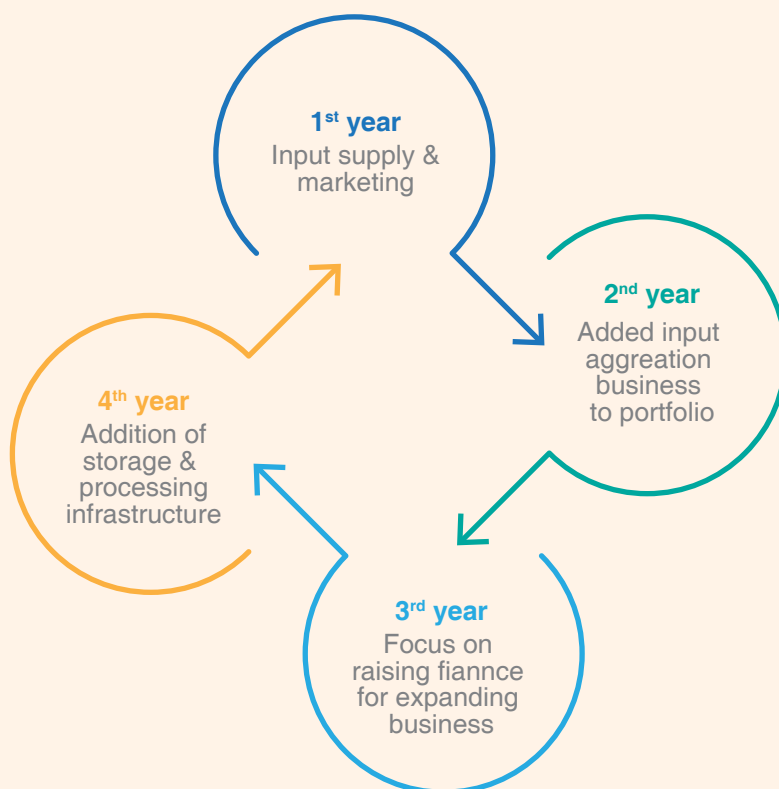 1st year
Input supply &
marketing
2nd year
Added input
aggreation
business
to portfolio
3rd year
Focus on
raising fiannce
for expanding
business
4th year
Addition of
storage &
processing
infrastructure